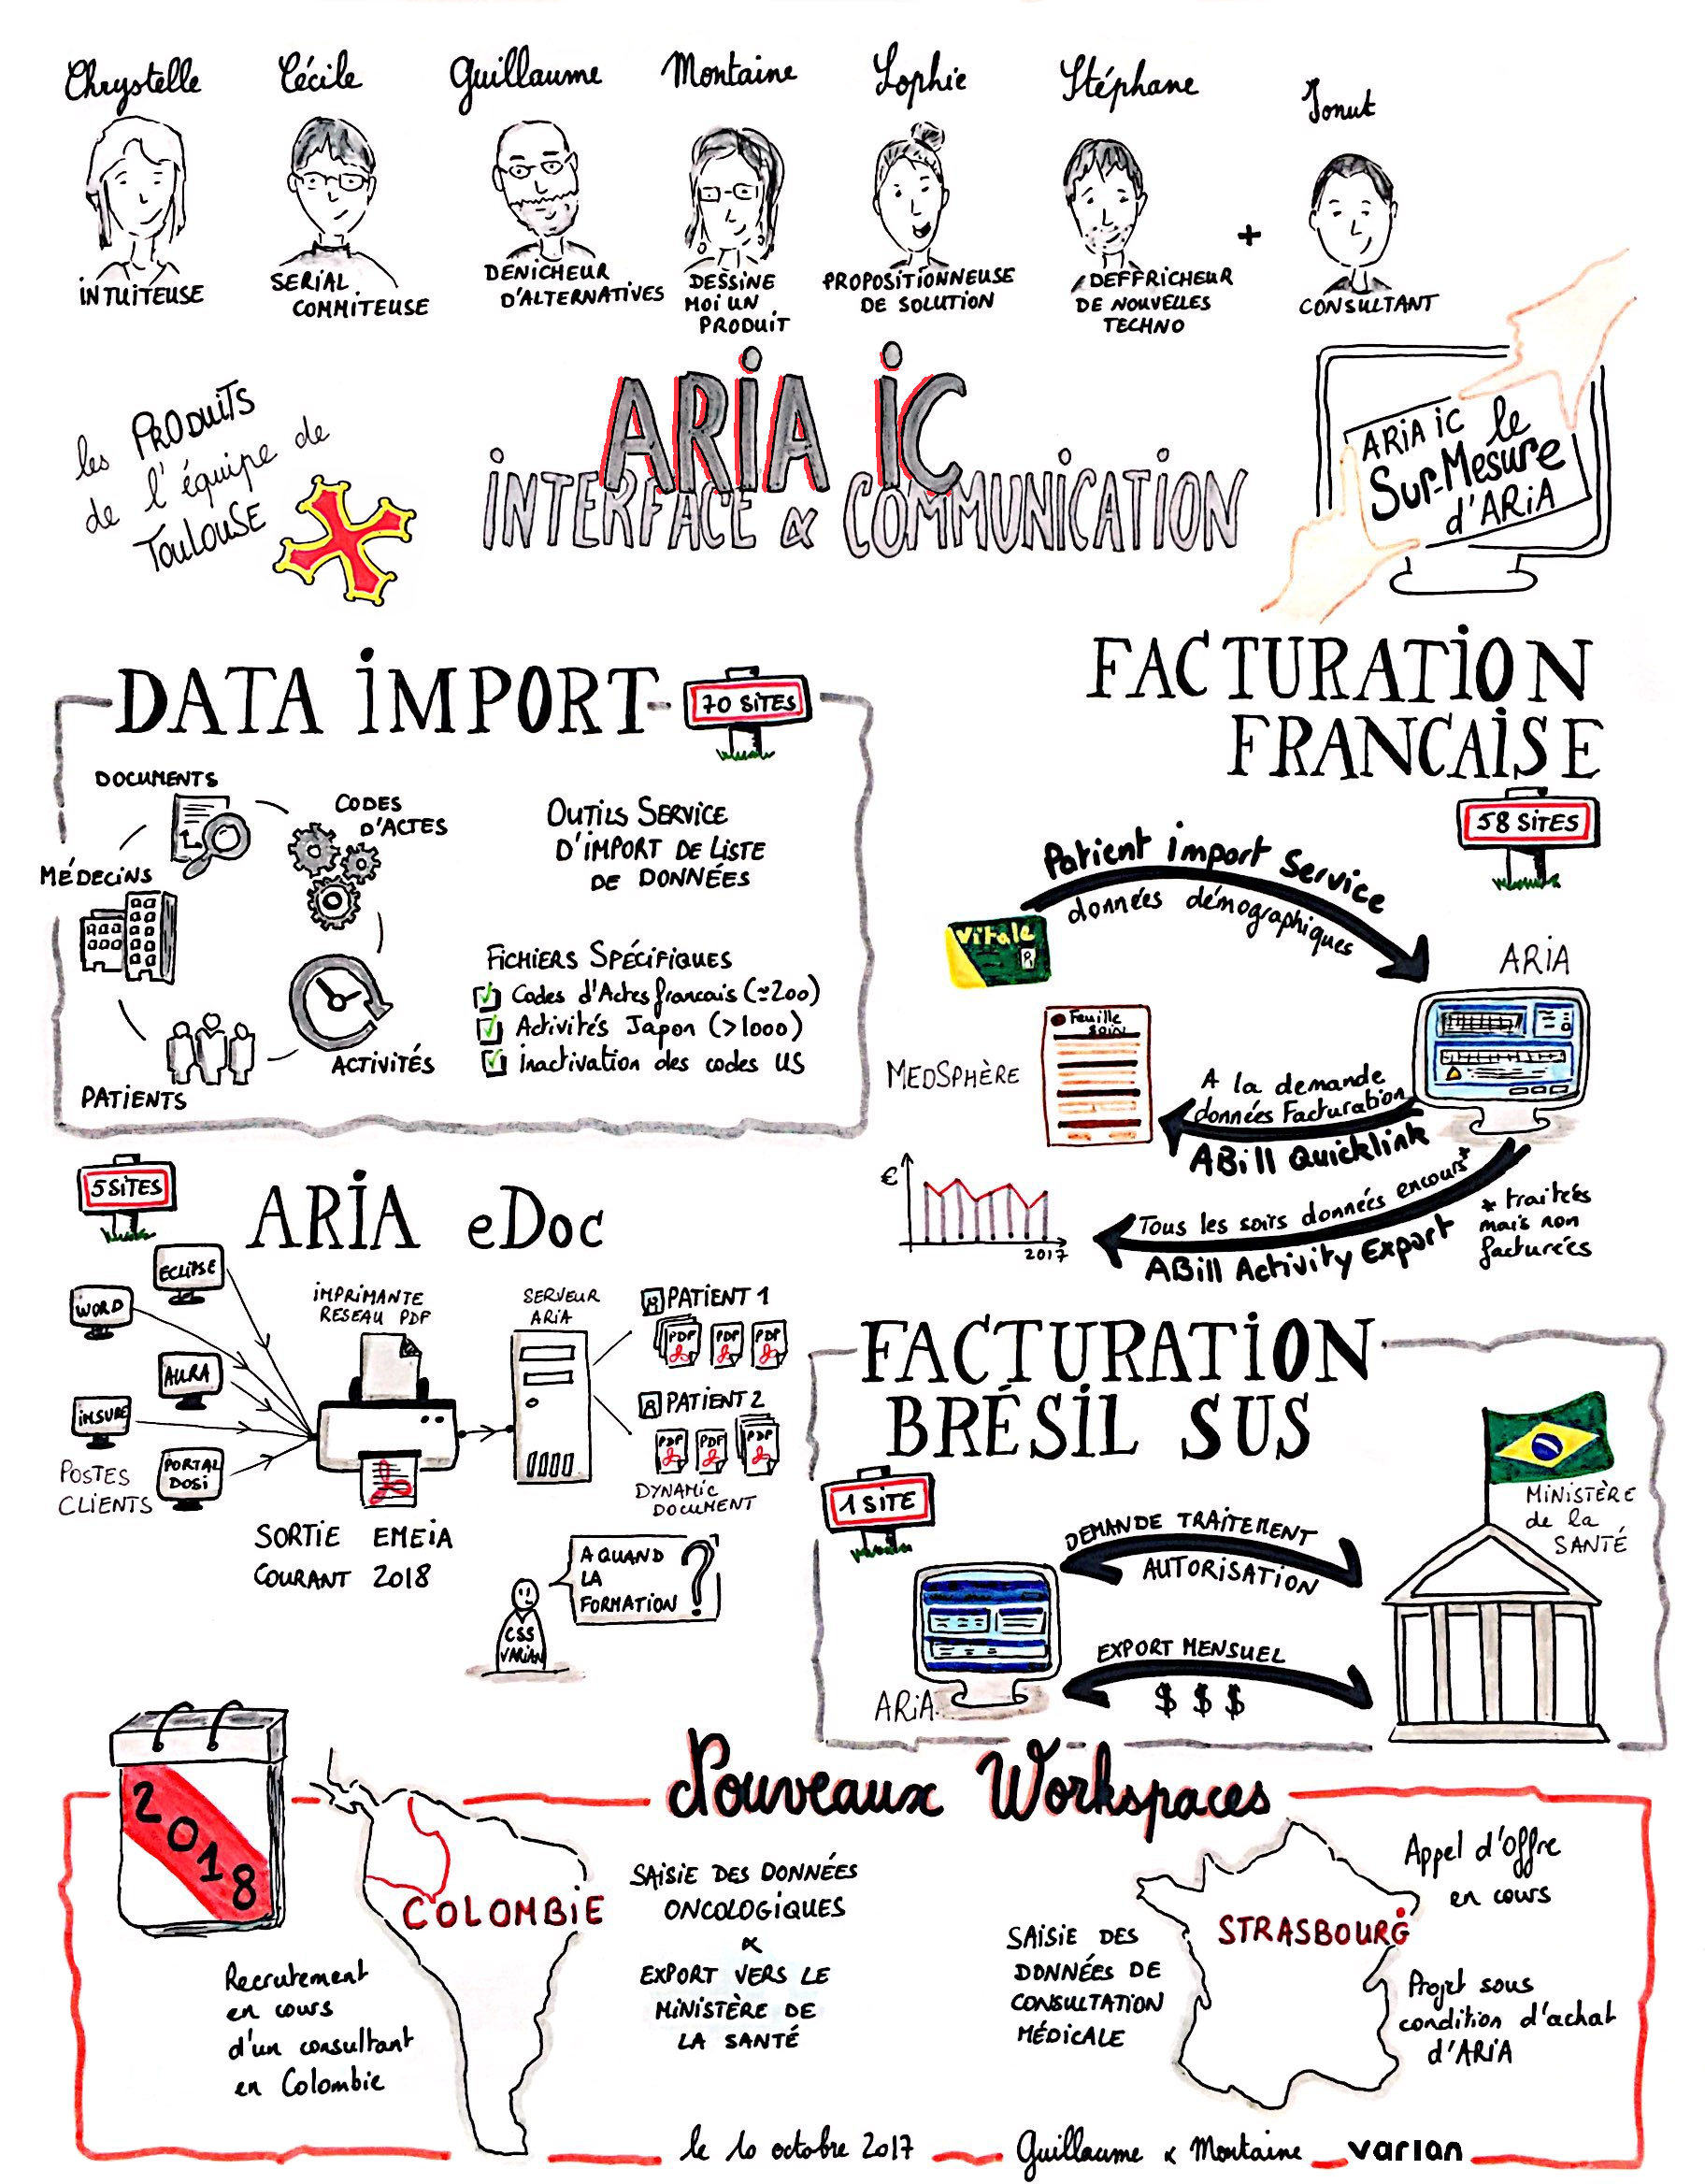 Chrystelle
Cécile
Guillaume
Montaine
Sophie
Stéphane
Ionut
+
iNTUiTEUSE
SERiAL
COMMiTEUSE
DENiCHEUR
D'ALTERNATiVES
DESSiNE
MOi UN
PRODUiT
PROPOSiTiONNEUSE
DE SOLUTiON
DEFFRiCHEUR
DE NOUVELLES
TECHNO
CONSULTANT
les PRODUiTS
de l'équipe de
TOULOUSE
ARiA iC
iNTERFACE & COMMUNiCATiON
ARiA iC le
Sur-Mesure
d'ARiA
DATA iMPORT
70 SiTES
DOCUMENTS
CODES
D'ACTES
MÉDECiNS
PATiENTS
ACTiViTÉS
OUTiLS SERViCE
D'iMPORT DE LiSTE
DE DONNÉES
FiCHiERS SPÉCiFiQUES
Codes d'Actes francais (≃200)
Activités Japon (>1000)
inactivation des codes US
FACTURATiON
FRANCAiSE
58 SiTES
Patient import Service
données démographiques
Vitale
ARiA
Feuille
soin
MEDSPHÈRE
A la demande
données Facturation
ABill Quicklink
Tous les soirs données encours*
ABill Activity Export
* traitées
mais non
facturées
€
2017
5 SiTES
ARiA eDoc
ECLiPSE
WORD
AURA
iNSURE
PORTAL
DOSi
POSTES
CLiENTS
iMPRiMANTE
RESEAU PDP
SERVEUR
ARiA
PATiENT 1
PDP PDP PDP
PATiENT 2
PDP PDP PDP
DYNAMiC
DOCUMENT
SORTiE EMEiA
COURANT 2018
A QUAND
LA
FORMATiON ?
CSS
VARiAN
FACTURATiON
BRÉSiL SUS
1 SiTE
DEMANDE TRAiTEMENT
AUTORiSATiON
EXPORT MENSUEL
$ $ $
ARiA
MiNiSTÈRE
de la
SANTÉ
Nouveaux Workspaces
2018
COLOMBiE
Recrutement
en cours
d'un consultant
en Colombie
SAiSiE DES DONNÉES
ONCOLOGiQUES
&
EXPORT VERS LE
MiNiSTÈRE DE
LA SANTÉ
SAiSiE DES
DONNÉES DE
CONSULTATiON
MÉDiCALE
STRASBOURG
Appel d'offre
en cours
Projet sous
condition d'achat
d'ARiA
le 10 octobre 2017
Guillaume & Montaine
varian